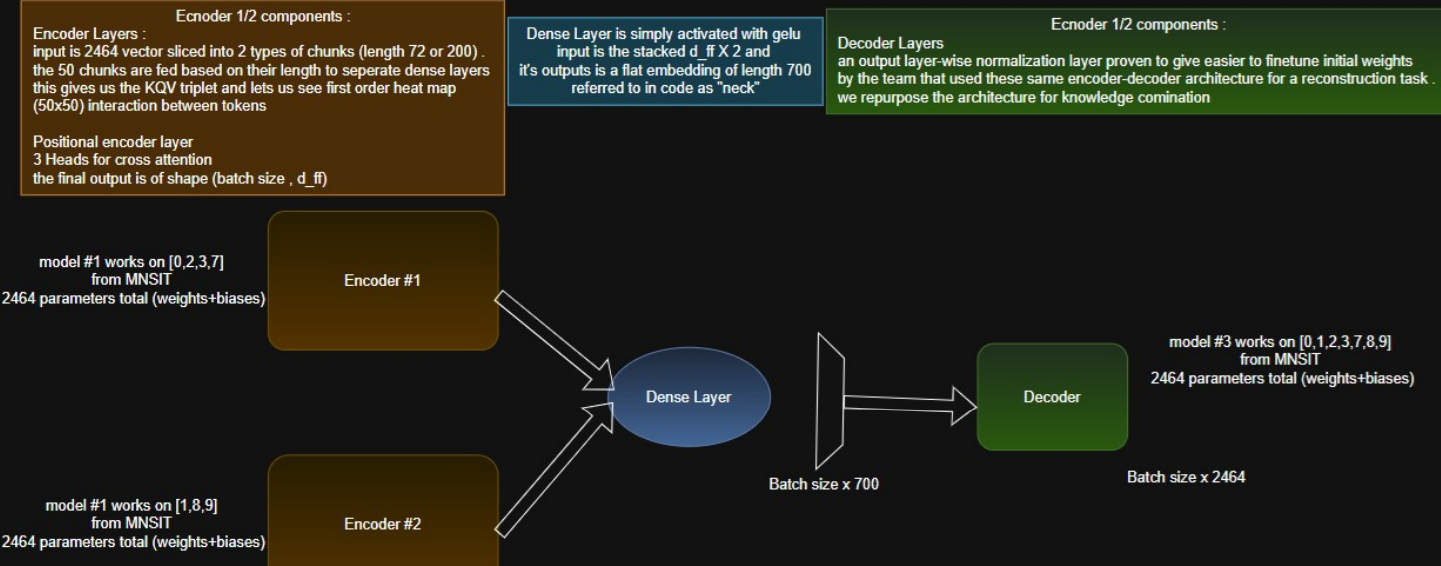 Ecnoder 1/2 components :
Encoder Layers :
input is 2464 vector sliced into 2 types of chunks (length 72 or 200) .
the 50 chunks are fed based on their length to seperate dense layers
this gives us the KQV triplet and lets us see first order heat map
(50x50) interaction between tokens
Positional encoder layer
3 Heads for cross attention
the final output is of shape (batch size , d_ff)
Dense Layer is simply activated with gelu
input is the stacked d_ff X 2 and
it's outputs is a flat embedding of length 700
referred to in code as "neck"
Ecnoder 1/2 components :
Decoder Layers
an output layer-wise normalization layer proven to give easier to finetune initial weights
by the team that used these same encoder-decoder architecture for a reconstruction task .
we repurpose the architecture for knowledge comination
model #1 works on [0,2,3,7]
from MNSIT
2464 parameters total (weights+biases)
Encoder #1
Dense Layer
Batch size x 700
Decoder
model #3 works on [0,1,2,3,7,8,9]
from MNSIT
2464 parameters total (weights+biases)
Batch size x 2464
model #1 works on [1,8,9]
from MNSIT
2464 parameters total (weights+biases)
Encoder #2